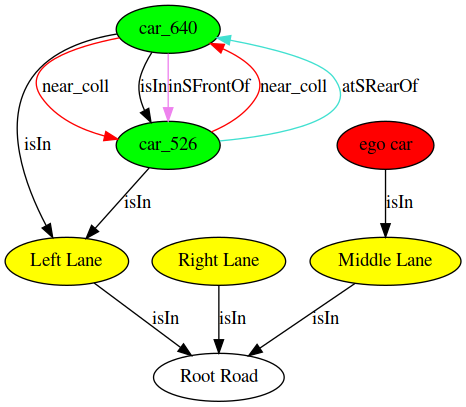 car_640
near_coll
isIn
inSFrontOf
near_coll
atSRearOf
isIn
car_526
ego car
isIn
isIn
Left Lane
Right Lane
Middle Lane
isIn
isIn
isIn
Root Road